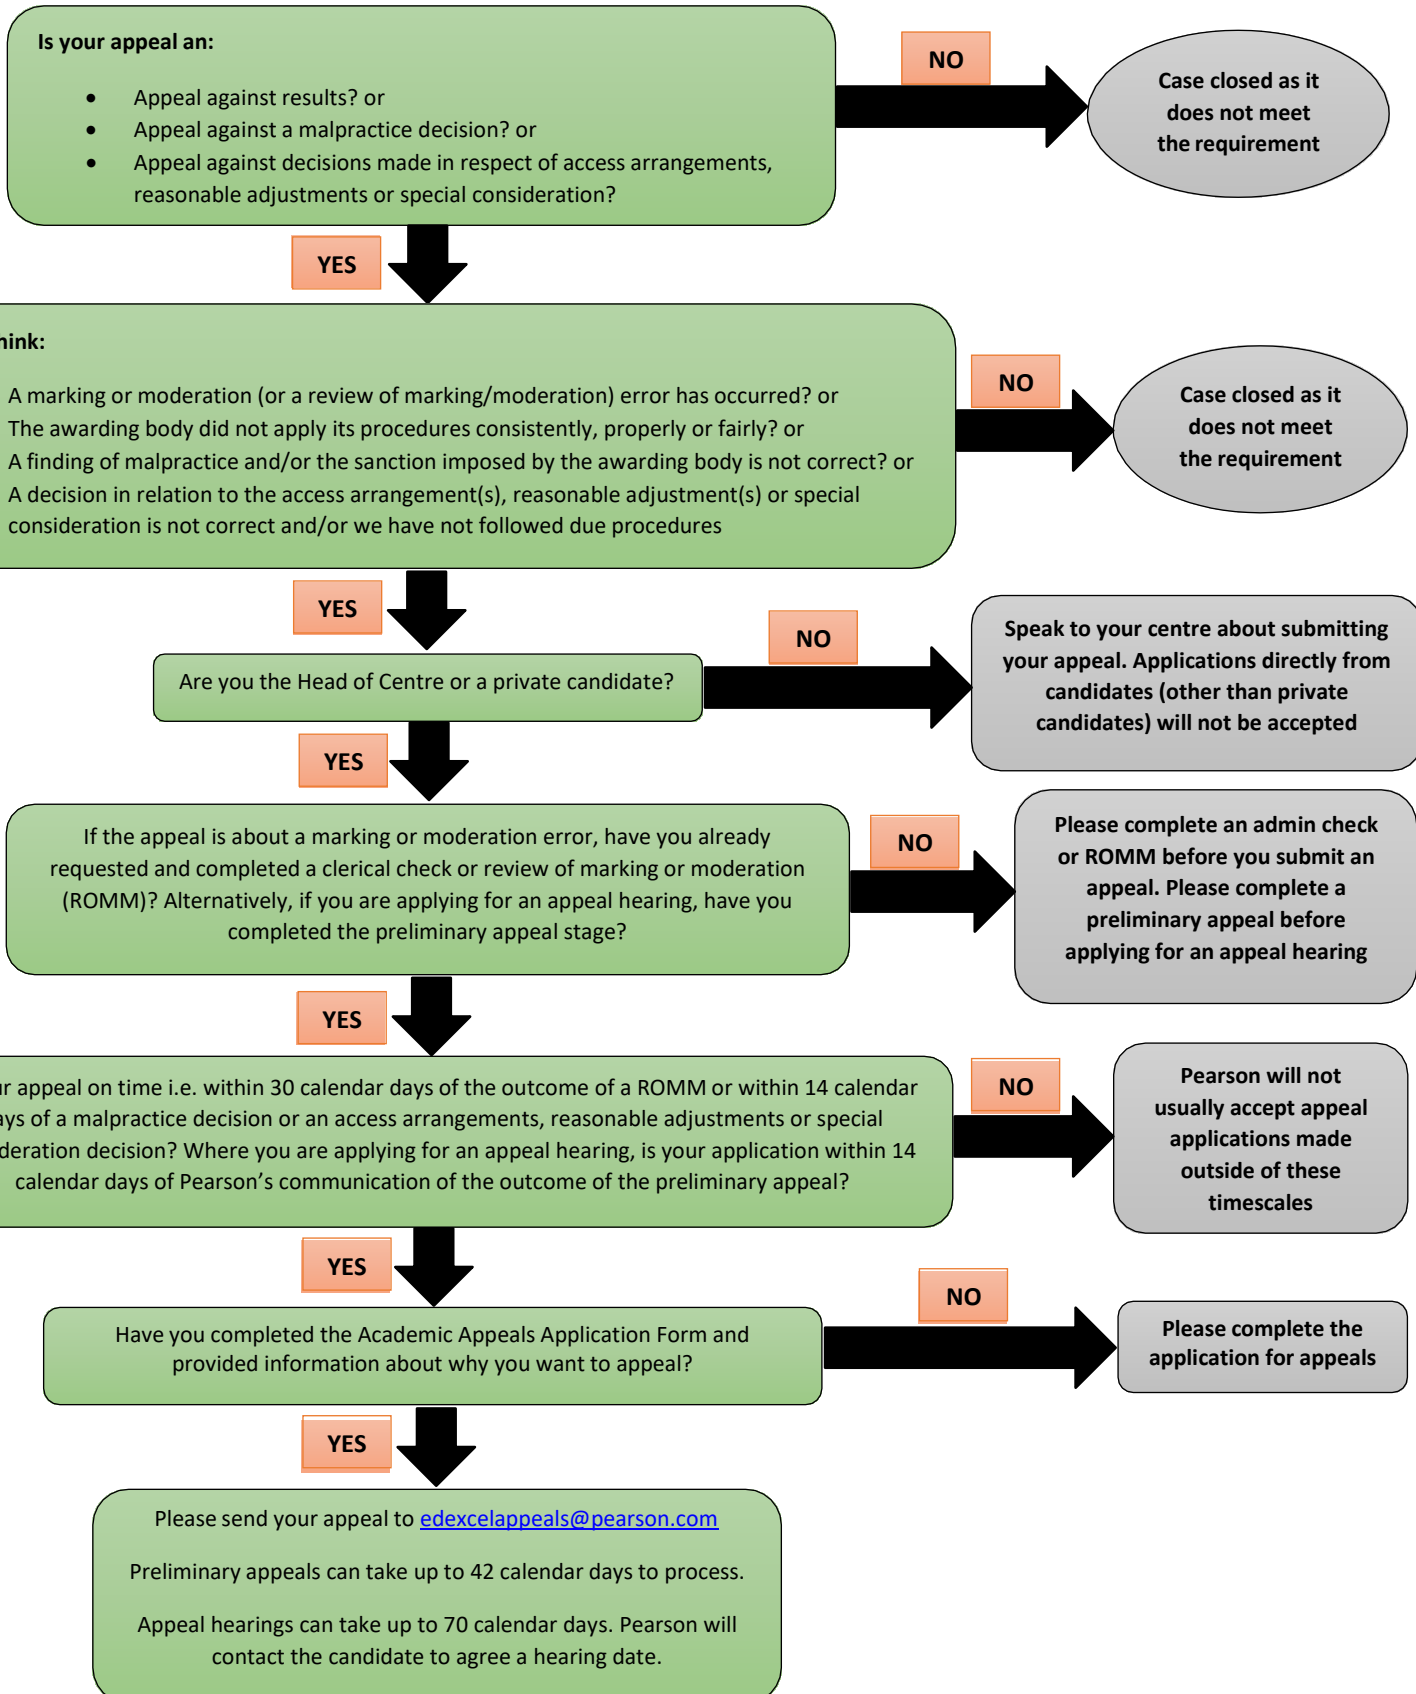 Is your appeal an:
• Appeal against results? or
• Appeal against a malpractice decision? or
• Appeal against decisions made in respect of access arrangements,
reasonable adjustments or special consideration?
NO
Case closed as it
does not meet
the requirement
YES
hink:
A marking or moderation (or a review of marking/moderation) error has occurred? or
The awarding body did not apply its procedures consistently, properly or fairly? or
A finding of malpractice and/or the sanction imposed by the awarding body is not correct? or
A decision in relation to the access arrangement(s), reasonable adjustment(s) or special
consideration is not correct and/or we have not followed due procedures
NO
Case closed as it
does not meet
the requirement
YES
Are you the Head of Centre or a private candidate?
NO
Speak to your centre about submitting
your appeal. Applications directly from
candidates (other than private
candidates) will not be accepted
YES
If the appeal is about a marking or moderation error, have you already
requested and completed a clerical check or review of marking or moderation
(ROMM)? Alternatively, if you are applying for an appeal hearing, have you
completed the preliminary appeal stage?
NO
Please complete an admin check
or ROMM before you submit an
appeal. Please complete a
preliminary appeal before
applying for an appeal hearing
YES
ur appeal on time i.e. within 30 calendar days of the outcome of a ROMM or within 14 calendar
ays of a malpractice decision or an access arrangements, reasonable adjustments or special
deration decision? Where you are applying for an appeal hearing, is your application within 14
calendar days of Pearson’s communication of the outcome of the preliminary appeal?
NO
Pearson will not
usually accept appeal
applications made
outside of these
timescales
YES
Have you completed the Academic Appeals Application Form and
provided information about why you want to appeal?
NO
Please complete the
application for appeals
YES
Please send your appeal to edexcelappeals@pearson.com
Preliminary appeals can take up to 42 calendar days to process.
Appeal hearings can take up to 70 calendar days. Pearson will
contact the candidate to agree a hearing date.